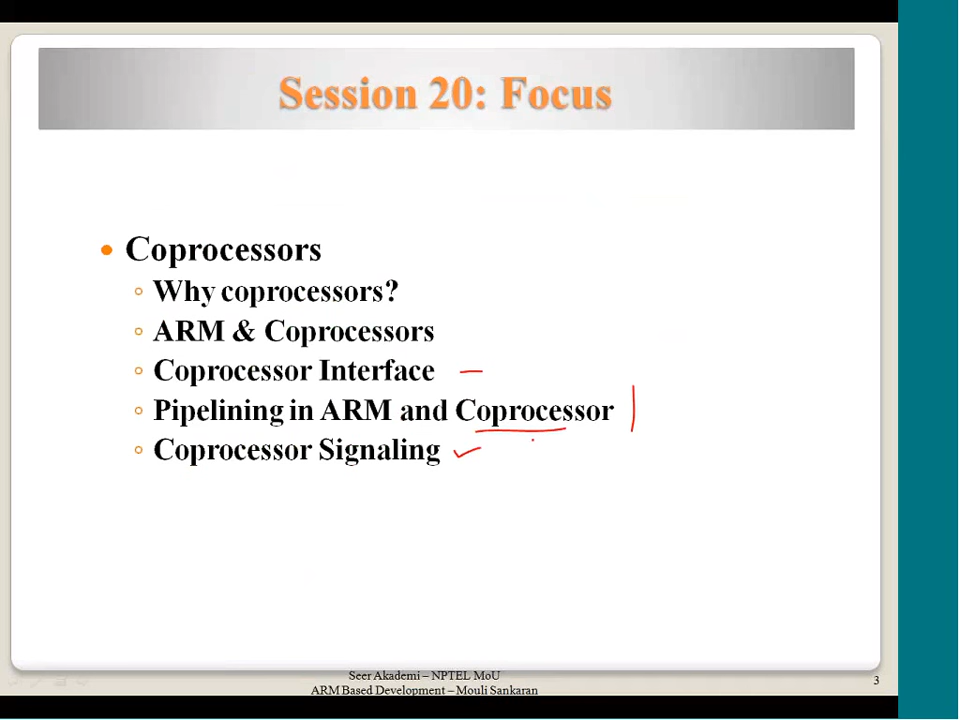 Session 20: Focus
Coprocessors
Why coprocessors?
ARM & Coprocessors
Coprocessor Interface
Pipelining in ARM and Coprocessor
Coprocessor Signaling
Seer Akademi – NPTEL MoU
ARM Based Development – Mouli Sankaran
3